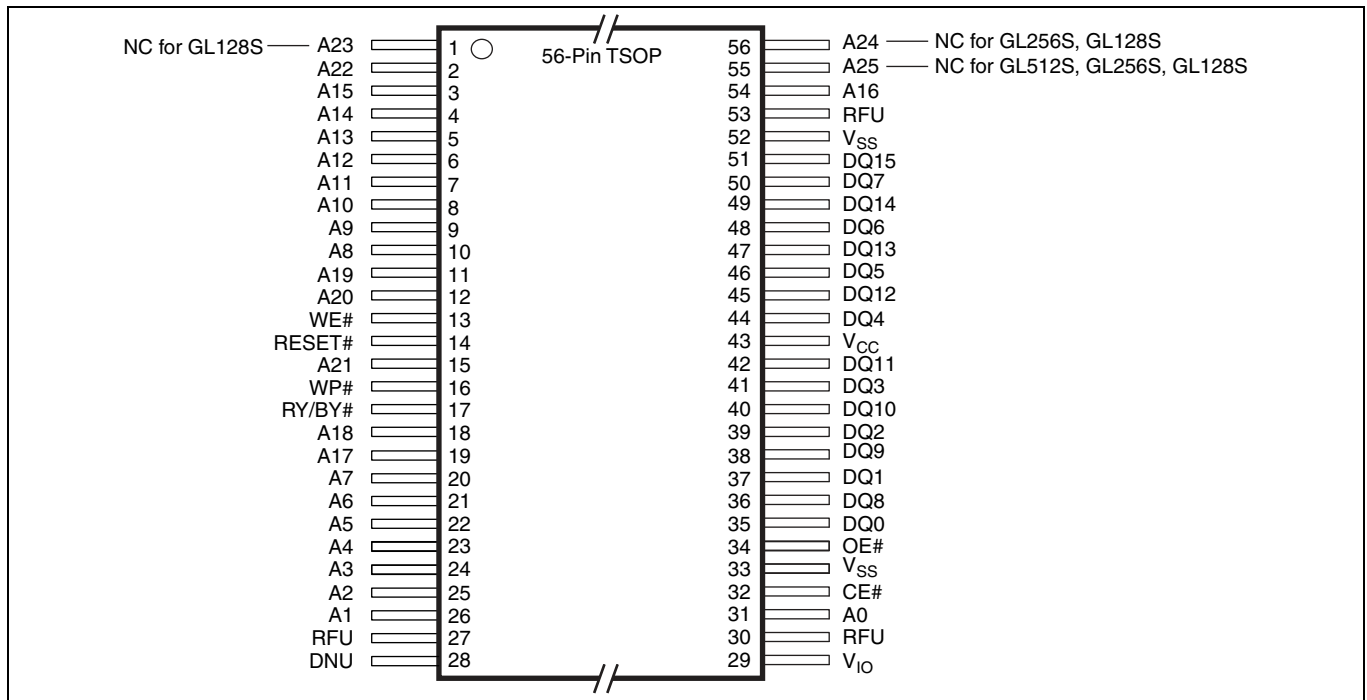 NC for GL128S A23 1 56-Pin TSOP 56 A24 NC for GL256S, GL128S
A22 2 55 A25 NC for GL512S, GL256S, GL128S
A15 3 54 A16
A14 4 53 RFU
A13 5 52 VSS
A12 6 51 DQ15
A11 7 50 DQ7
A10 8 49 DQ14
A9 9 48 DQ6
A8 10 47 DQ13
A19 11 46 DQ5
A20 12 45 DQ12
WE# 13 44 DQ4
RESET# 14 43 VCC
A21 15 42 DQ11
WP# 16 41 DQ3
RY/BY# 17 40 DQ10
A18 18 39 DQ2
A17 19 38 DQ9
A7 20 37 DQ1
A6 21 36 DQ8
A5 22 35 DQ0
A4 23 34 OE#
A3 24 33 VSS
A2 25 32 CE#
A1 26 31 A0
RFU 27 30 RFU
DNU 28 29 VIO